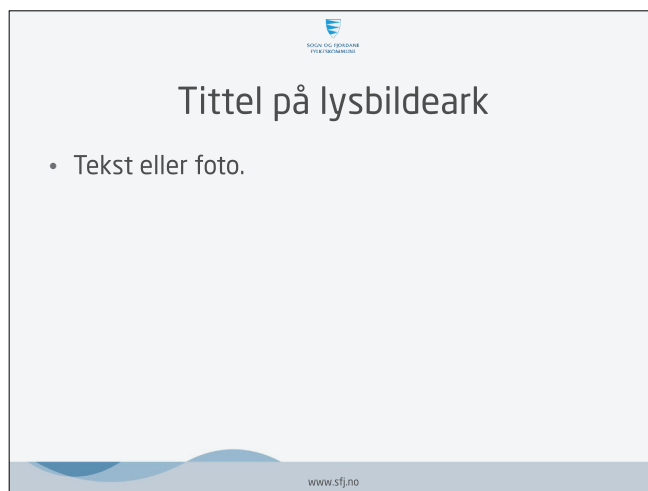 SOGN OG FJORDANE
FYLKESKOMMUNE
Tittel på lysbildeark
• Tekst eller foto.
www.sfj.no